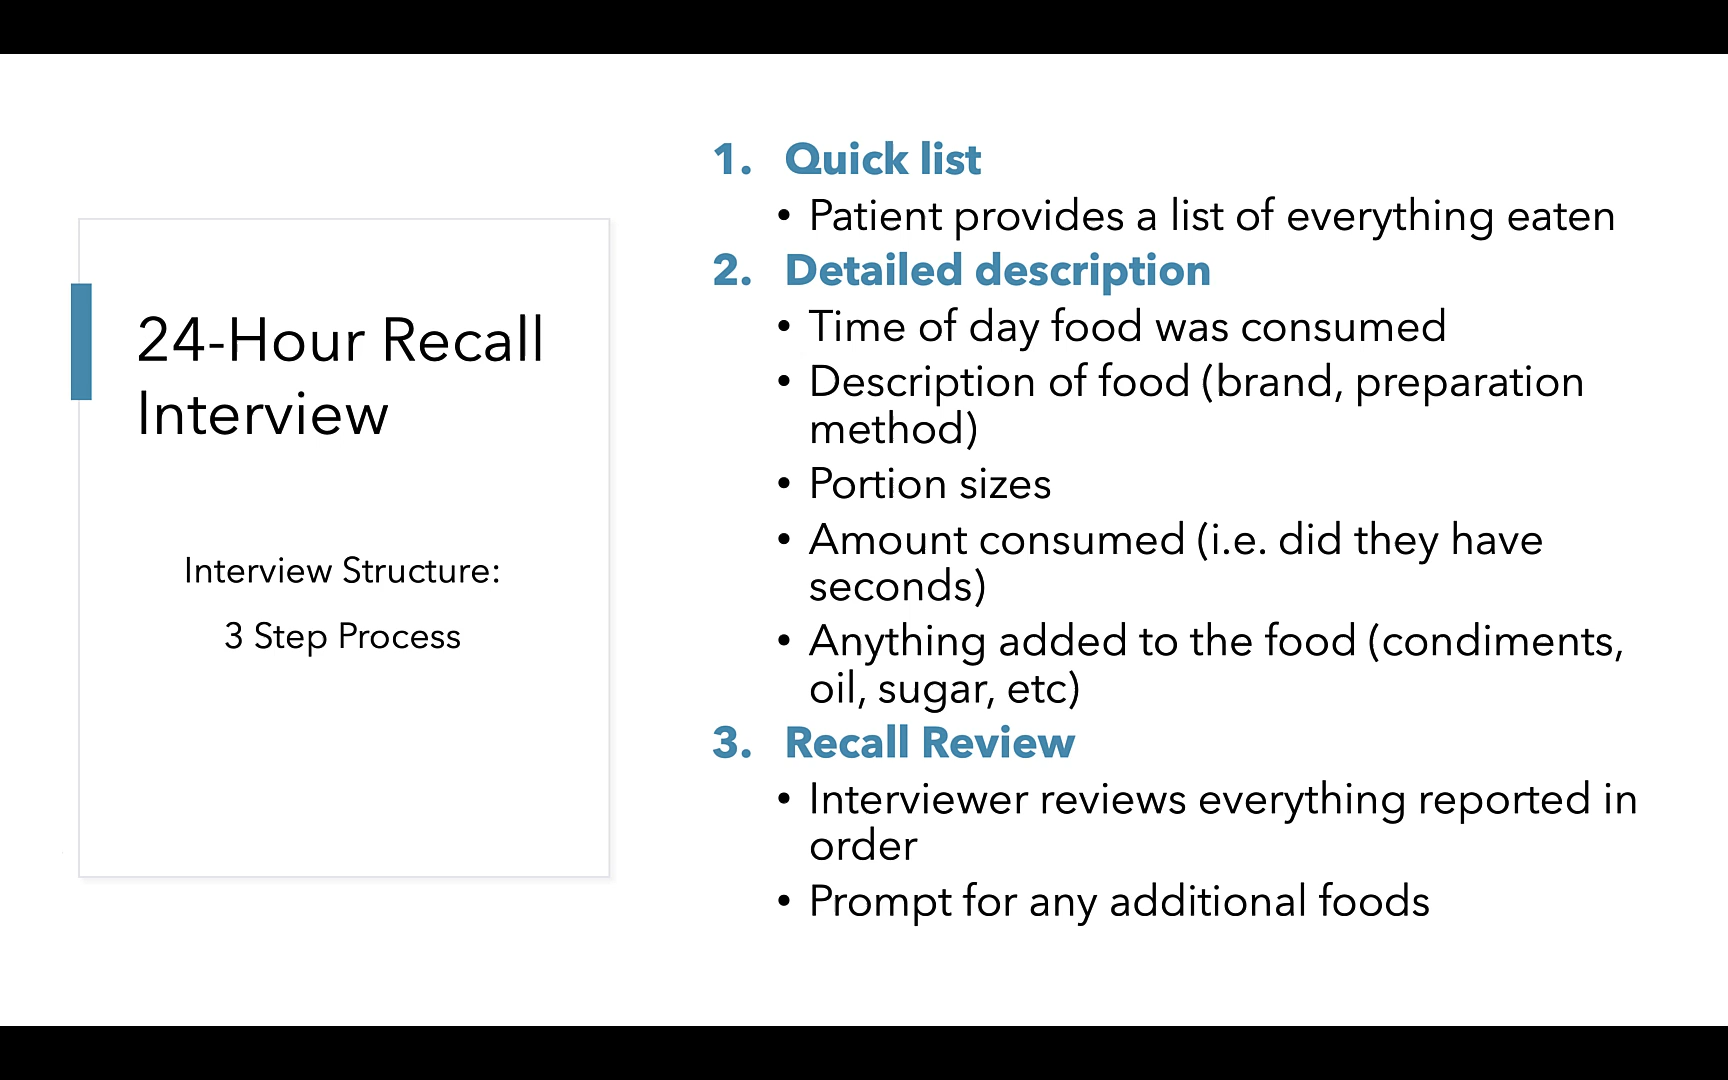 24-Hour Recall
Interview
Interview Structure:
3 Step Process
1. Quick list
• Patient provides a list of everything eaten
2. Detailed description
• Time of day food was consumed
• Description of food (brand, preparation
method)
• Portion sizes
• Amount consumed (i.e. did they have
seconds)
• Anything added to the food (condiments,
oil, sugar, etc)
3. Recall Review
• Interviewer reviews everything reported in
order
• Prompt for any additional foods